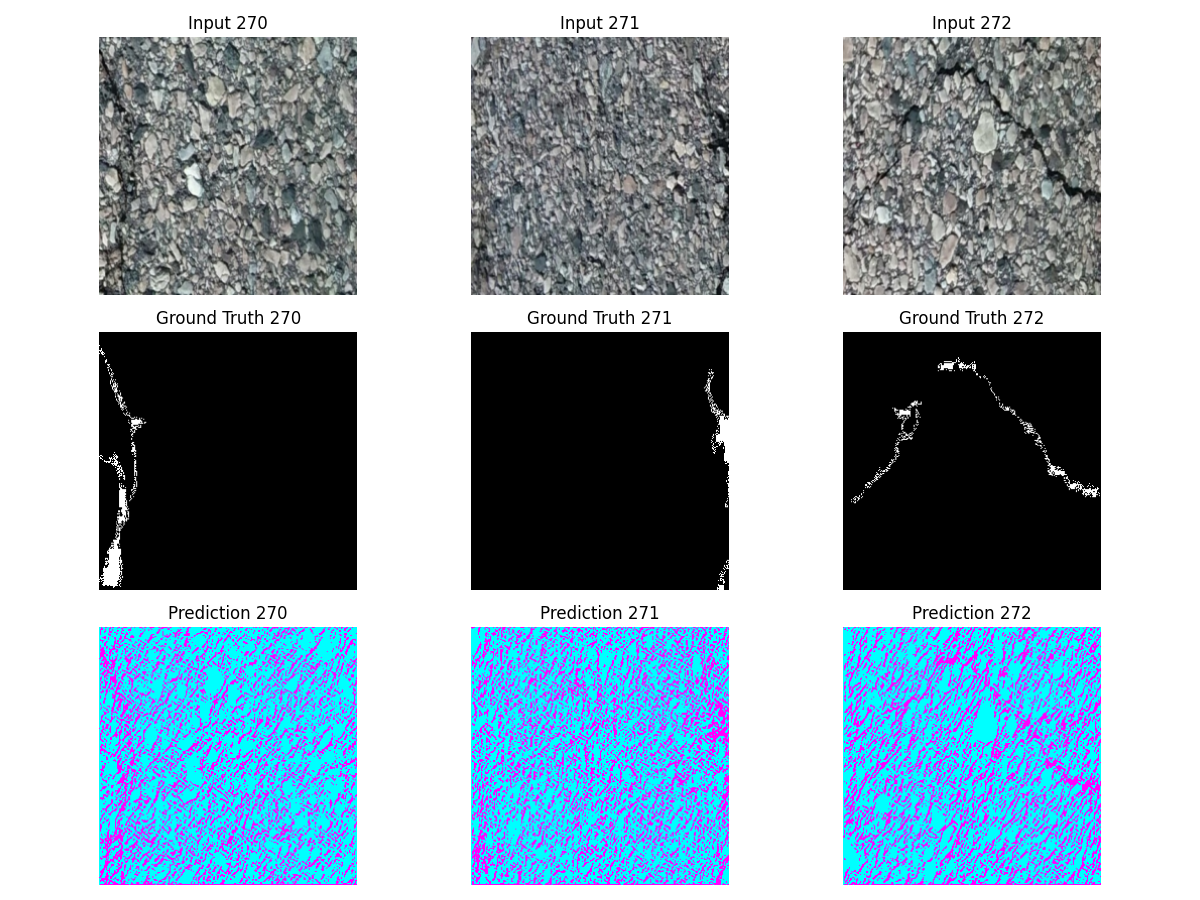 Input 270
Input 271
Input 272
Ground Truth 270
Ground Truth 271
Ground Truth 272
Prediction 270
Prediction 271
Prediction 272